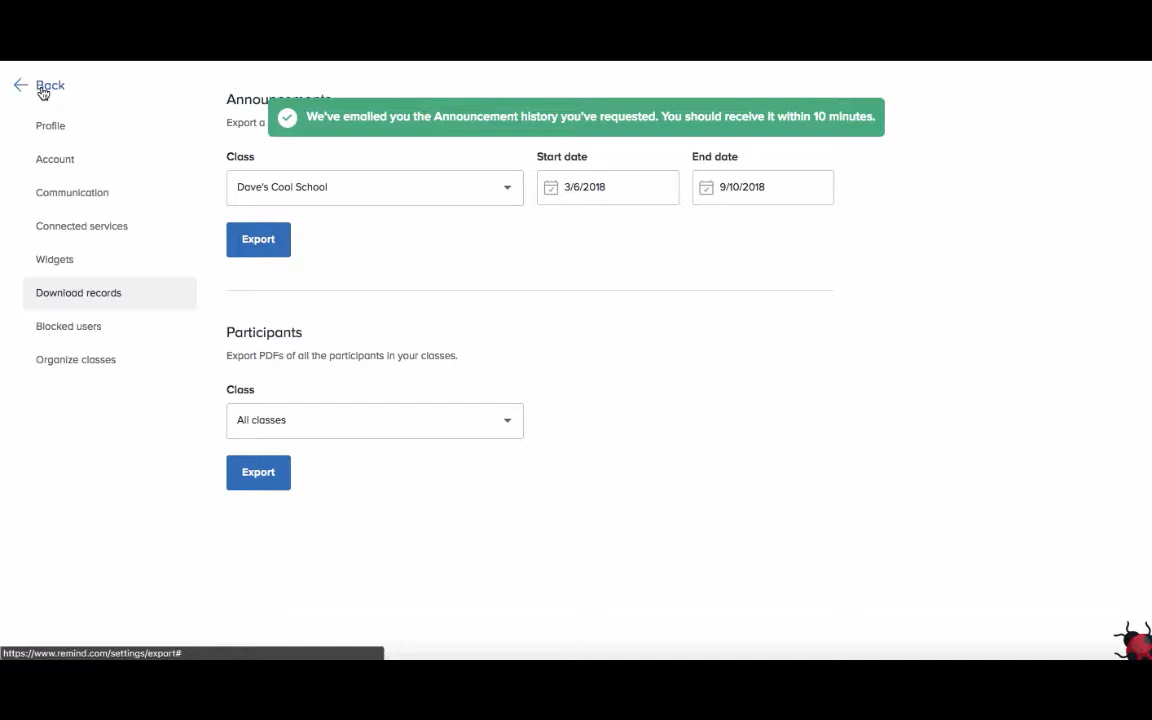 Back
Profile
Account
Communication
Connected services
Widgets
Download records
Blocked users
Organize classes
Announcements
We've emailed you the Announcement history you've requested. You should receive it within 10 minutes.
Export a
Class
Start date
End date
Dave's Cool School
3/6/2018
9/10/2018
Export
Participants
Export PDFs of all the participants in your classes.
Class
All classes
Export
https://www.remind.com/settings/export#